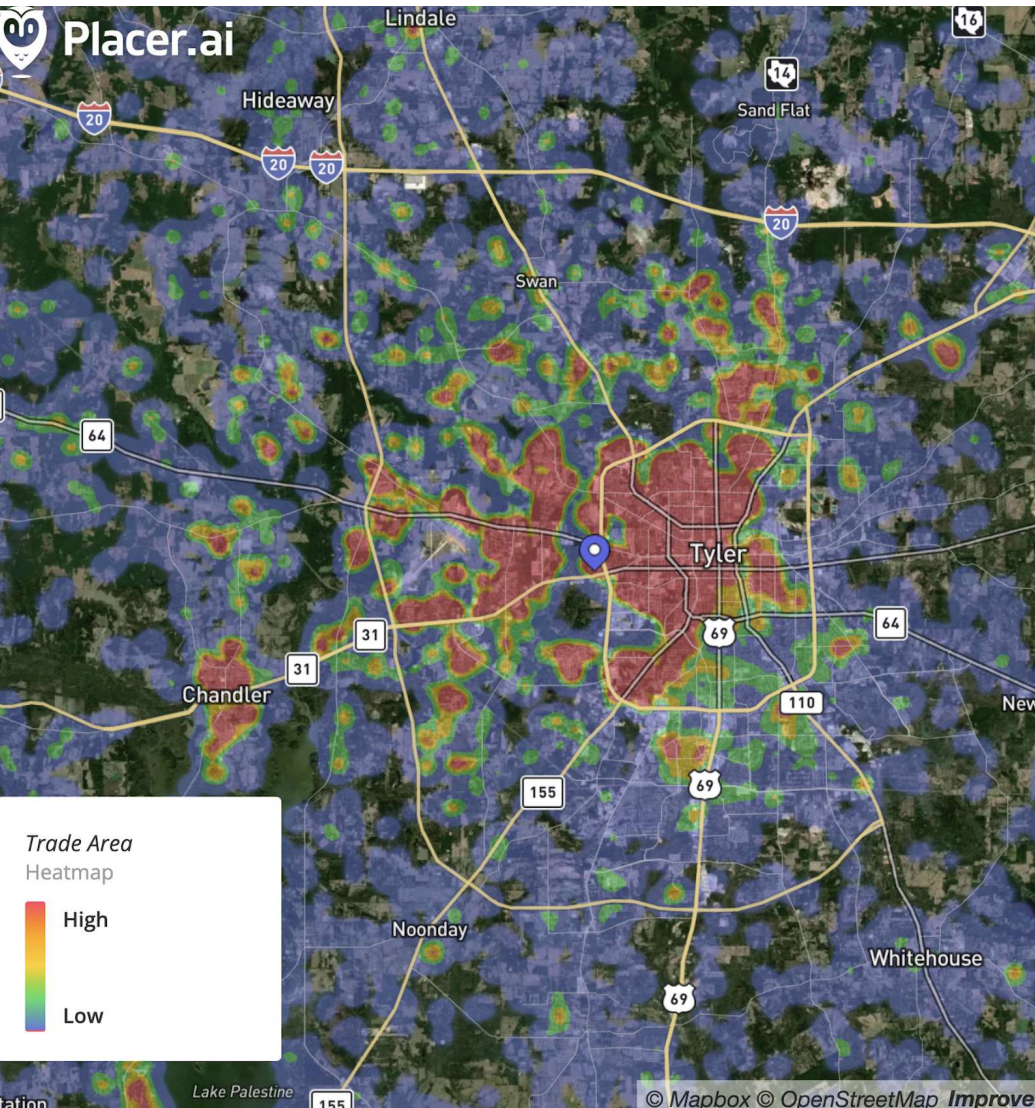 Placer.ai
Lindale
16
14
Hideaway
Sand Flat
20
20
20
20
Swan
64
Tyler
31
69
64
31
Chandler
110
New
155
69
Trade Area
Heatmap
High
Low
Noonday
Whitehouse
69
Lake Palestine
tation
155
© Mapbox © OpenStreetMap Improve